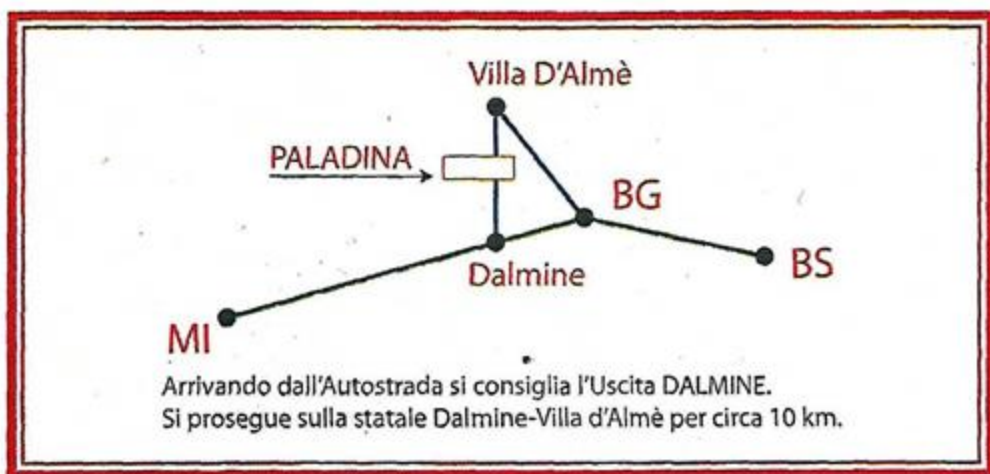 Villa D'Almè
PALADINA
BG
Dalmine
BS
MI
Arrivando dall'Autostrada si consiglia l'Uscita DALMINE.
Si prosegue sulla statale Dalmine-Villa d'Almè per circa 10 km.